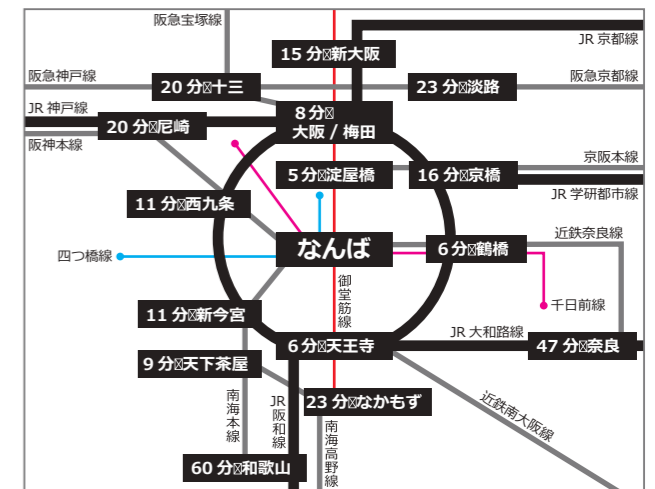 阪急宝塚線
JR 京都線
15 分 新大阪
阪急神戸線
20 分 十三
23 分 淡路
阪急京都線
JR 神戸線
20 分 尼崎
8 分
大阪 / 梅田
阪神本線
京阪本線
5 分 淀屋橋
16 分 京橋
JR 学研都市線
11 分 西九条
近鉄奈良線
四つ橋線
なんば
6 分 鶴橋
御堂筋線
千日前線
11 分 新今宮
JR 大和路線
6 分 天王寺
47 分 奈良
9 分 天下茶屋
南海本線
JR 阪和線
23 分 なかもず
南海高野線
近鉄南大阪線
60 分 和歌山